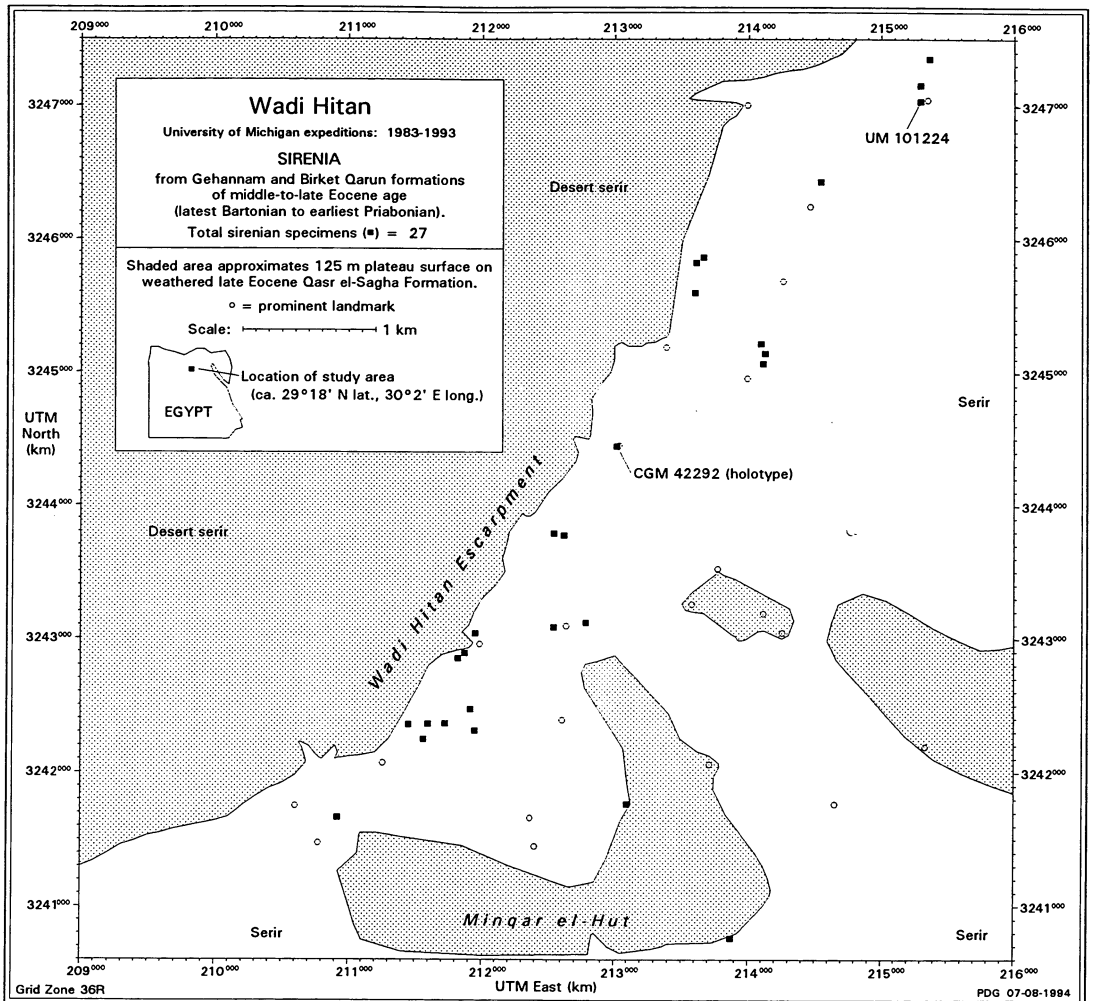 209⁰⁰⁰ 210⁰⁰⁰ 211⁰⁰⁰ 212⁰⁰⁰ 213⁰⁰⁰ 214⁰⁰⁰ 215⁰⁰⁰ 216⁰⁰⁰
Wadi Hitan
University of Michigan expeditions: 1983-1993
SIRENIA
from Gehannam and Birket Qarun formations
of middle-to-late Eocene age
(latest Bartonian to earliest Priabonian).
Total sirenian specimens (■) = 27
Shaded area approximates 125 m plateau surface on
weathered late Eocene Qasr el-Sagha Formation.
○ = prominent landmark
Scale: 1 km
Location of study area
(ca. 29°18' N lat., 30°2' E long.)
EGYPT
3247⁰⁰⁰ 3247⁰⁰⁰
UM 101224
Desert serir
3246⁰⁰⁰ 3246⁰⁰⁰
3245⁰⁰⁰ 3245⁰⁰⁰
Serir
UTM
North
(km)
CGM 42292 (holotype)
3244⁰⁰⁰ 3244⁰⁰⁰
Desert serir
Wadi Hitan Escarpment
3243⁰⁰⁰ 3243⁰⁰⁰
3242⁰⁰⁰ 3242⁰⁰⁰
3241⁰⁰⁰ 3241⁰⁰⁰
Minqar el-Hut
Serir
Serir
209⁰⁰⁰ 210⁰⁰⁰ 211⁰⁰⁰ 212⁰⁰⁰ 213⁰⁰⁰ 214⁰⁰⁰ 215⁰⁰⁰ 216⁰⁰⁰
UTM East (km)
Grid Zone 36R
PDG 07-08-1994